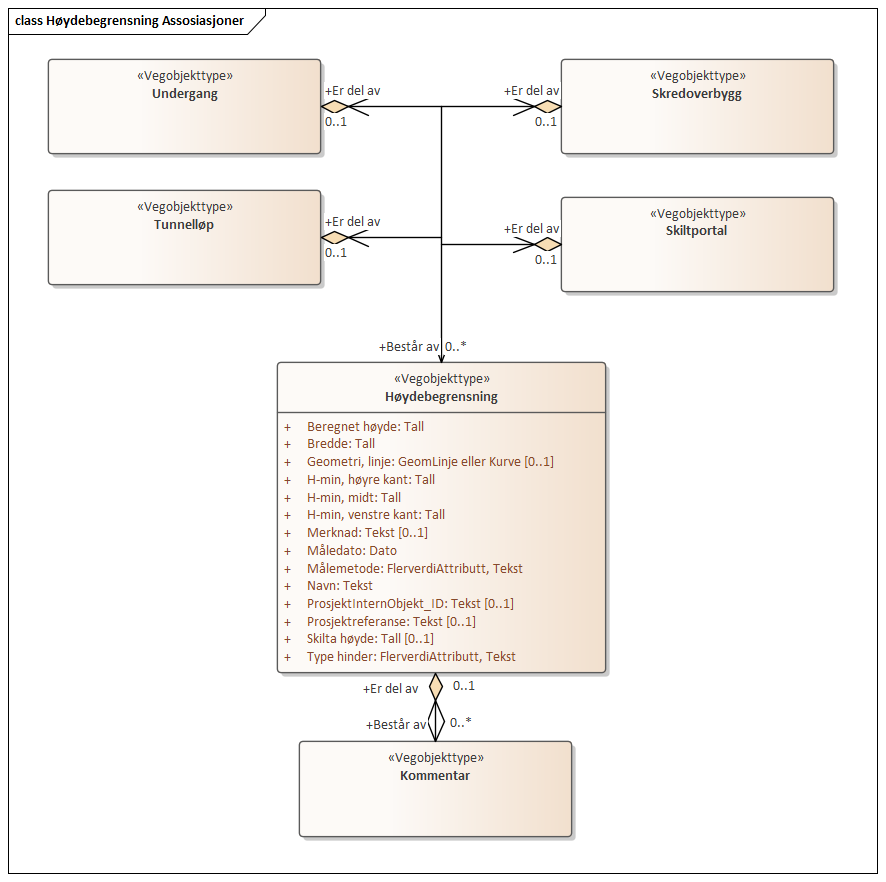 class Høydebegrensning Assosiasjoner
«Vegobjekttype»
Undergang
+Er del av
0..1
+Er del av
0..1
«Vegobjekttype»
Skredoverbygg
«Vegobjekttype»
Tunnelløp
+Er del av
0..1
+Er del av
0..1
«Vegobjekttype»
Skiltportal
+Består av 0..*
«Vegobjekttype»
Høydebegrensning
+ Beregnet høyde: Tall
+ Bredde: Tall
+ Geometri, linje: GeomLinje eller Kurve [0..1]
+ H-min, høyre kant: Tall
+ H-min, midt: Tall
+ H-min, venstre kant: Tall
+ Merknad: Tekst [0..1]
+ Måledato: Dato
+ Målemetode: FlerverdiAttributt, Tekst
+ Navn: Tekst
+ ProsjektInternObjekt_ID: Tekst [0..1]
+ Prosjektreferanse: Tekst [0..1]
+ Skilta høyde: Tall [0..1]
+ Type hinder: FlerverdiAttributt, Tekst
+Er del av 0..1
+Består av 0..*
«Vegobjekttype»
Kommentar